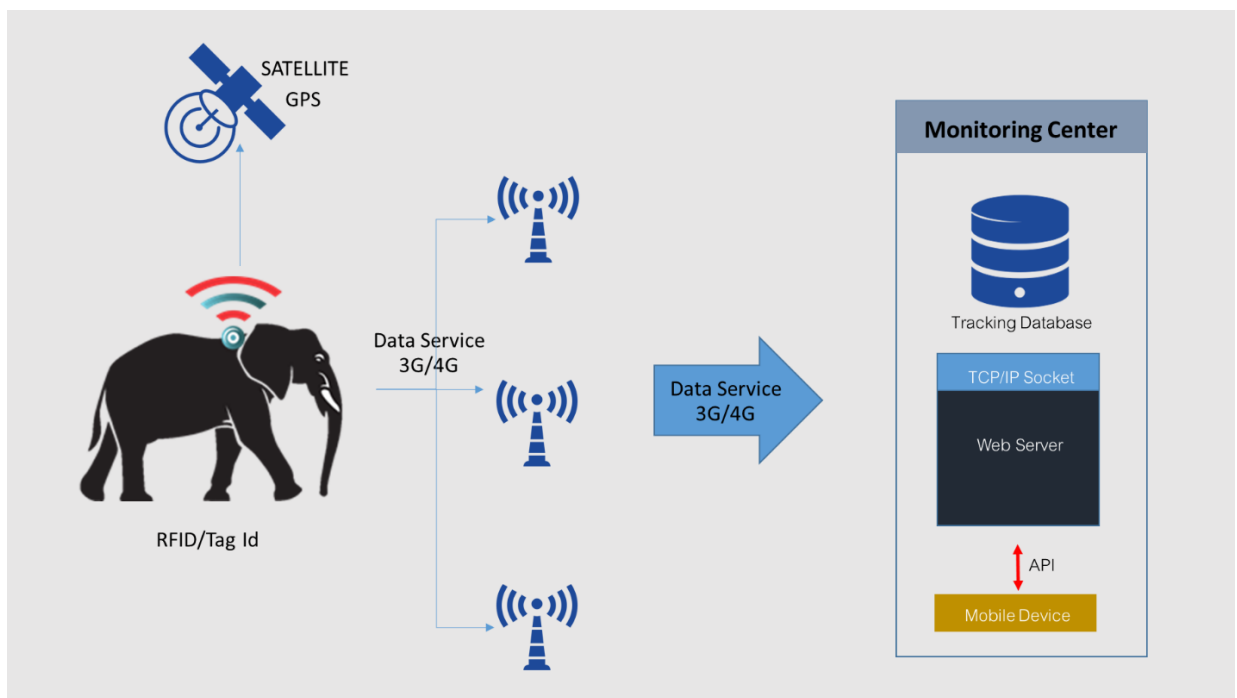 SATELLITE
GPS
Monitoring Center
Tracking Database
Data Service
3G/4G
Data Service
3G/4G
TCP/IP Socket
Web Server
RFID/Tag Id
API
Mobile Device